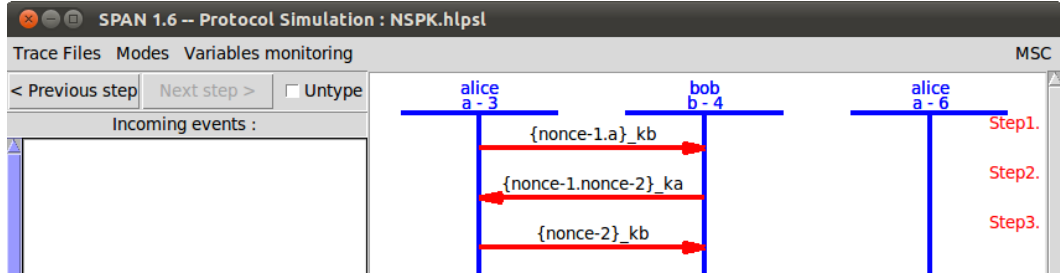 SPAN 1.6 -- Protocol Simulation : NSPK.hlpsl
Trace Files Modes Variables monitoring MSC
< Previous step Next step > Untype
Incoming events :
alice bob alice
a - 3 b - 4 a - 6
Step1.
{nonce-1.a}_kb
Step2.
{nonce-1.nonce-2}_ka
Step3.
{nonce-2}_kb